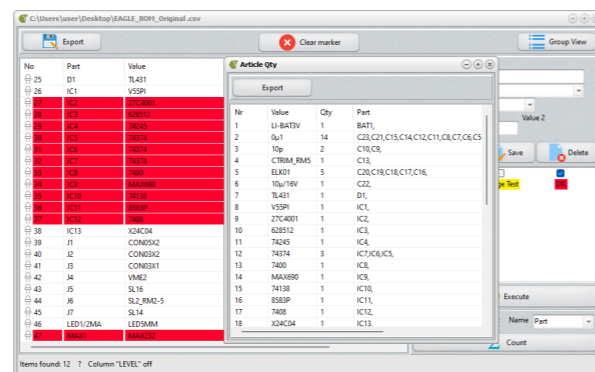 C:\Users\user\Desktop\EAGLE_BOM_Original .csv
Export
Clear marker
Group View
No Part Value
25 D1 TL431
26 IC1 V55PI
27 IC2 27C4001
28 IC3 628512
29 IC4 74245
30 IC5 74374
31 IC6 74374
32 IC7 74374
33 IC8 7400
34 IC9 MAX690
35 IC10 74138
36 IC11 8583P
37 IC12 7408
38 IC13 X24C04
39 J1 CON05X2
40 J2 CON03X2
41 J3 CON03X1
42 J4 VME2
43 J5 SL16
44 J6 SL2_RM2-5
45 J7 SL14
46 LED1/2MA LED5MM
47 MAX1 MAX232
Items found: 12 ? Column "LEVEL" off
Article Qty
Export
Nr Value Qty Part
1 LI-BAT3V 1 BAT1,
2 0µ1 14 C23,C21,C15,C14,C12,C11,C8,C7,C6,C5
3 10p 2 C10,C9,
4 CTRIM_RM5 1 C13,
5 ELK01 5 C20,C19,C18,C17,C16,
6 10µ/16V 1 C22,
7 TL431 1 D1,
8 V55PI 1 IC1,
9 27C4001 1 IC2,
10 628512 1 IC3,
11 74245 1 IC4,
12 74374 3 IC7,IC6,IC5,
13 7400 1 IC8,
14 MAX690 1 IC9,
15 74138 1 IC10,
16 8583P 1 IC11,
17 7408 1 IC12,
18 X24C04 1 IC13,
Value 2
Save
Delete
ge Test
Execute
Name Part
Count